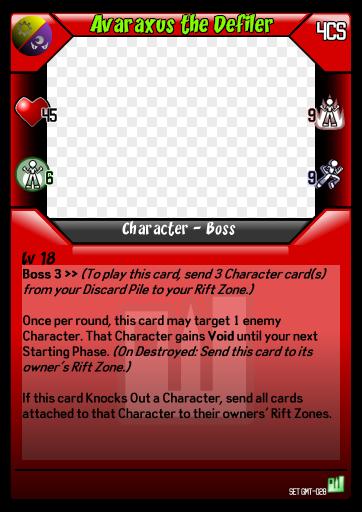 Avaraxus the Defiler
4CS
45
9
6
9
Character - Boss
Lv 18
Boss 3 >> (To play this card, send 3 Character card(s)
from your Discard Pile to your Rift Zone.)
Once per round, this card may target 1 enemy
Character. That Character gains Void until your next
Starting Phase. (On Destroyed: Send this card to its
owner's Rift Zone.)
If this card Knocks Out a Character, send all cards
attached to that Character to their owners' Rift Zones.
SET GMT-028